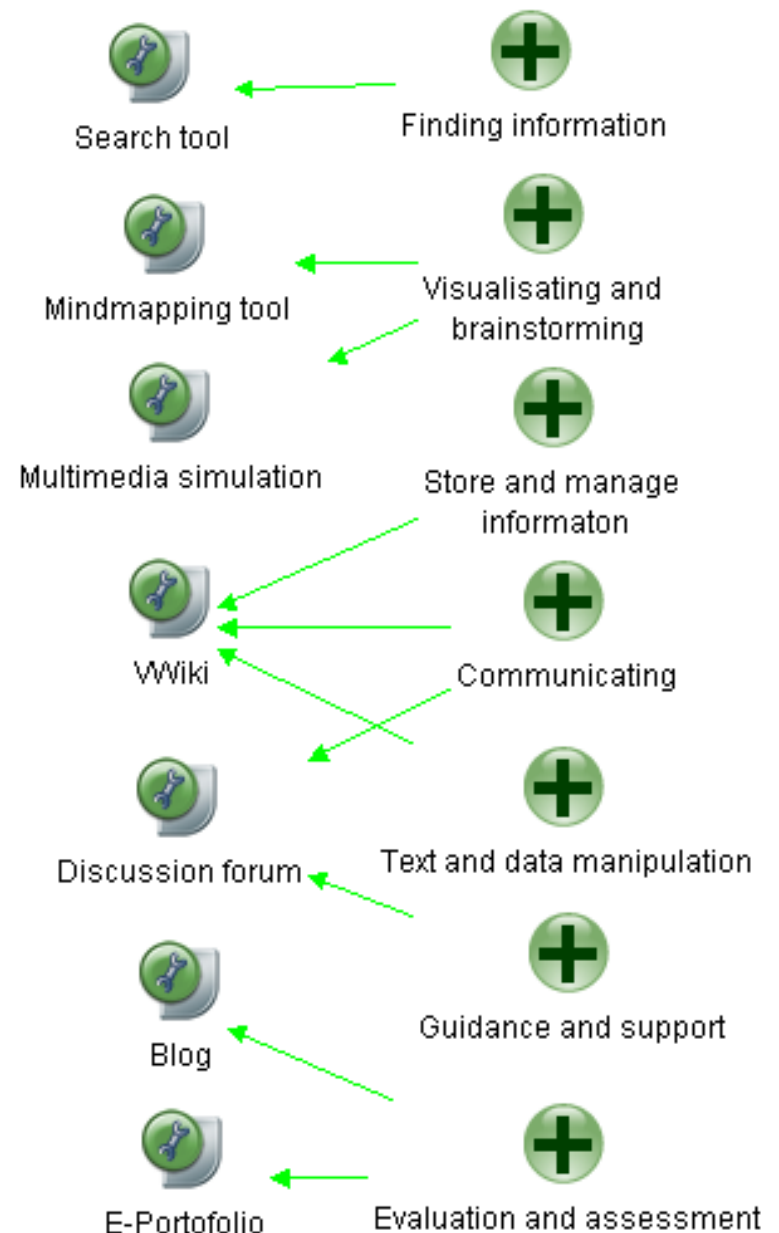 Search tool
Finding information
Mindmapping tool
Visualisating and
brainstorming
Multimedia simulation
Store and manage
informaton
Wiki
Communicating
Discussion forum
Text and data manipulation
Blog
Guidance and support
E-Portofolio
Evaluation and assessment